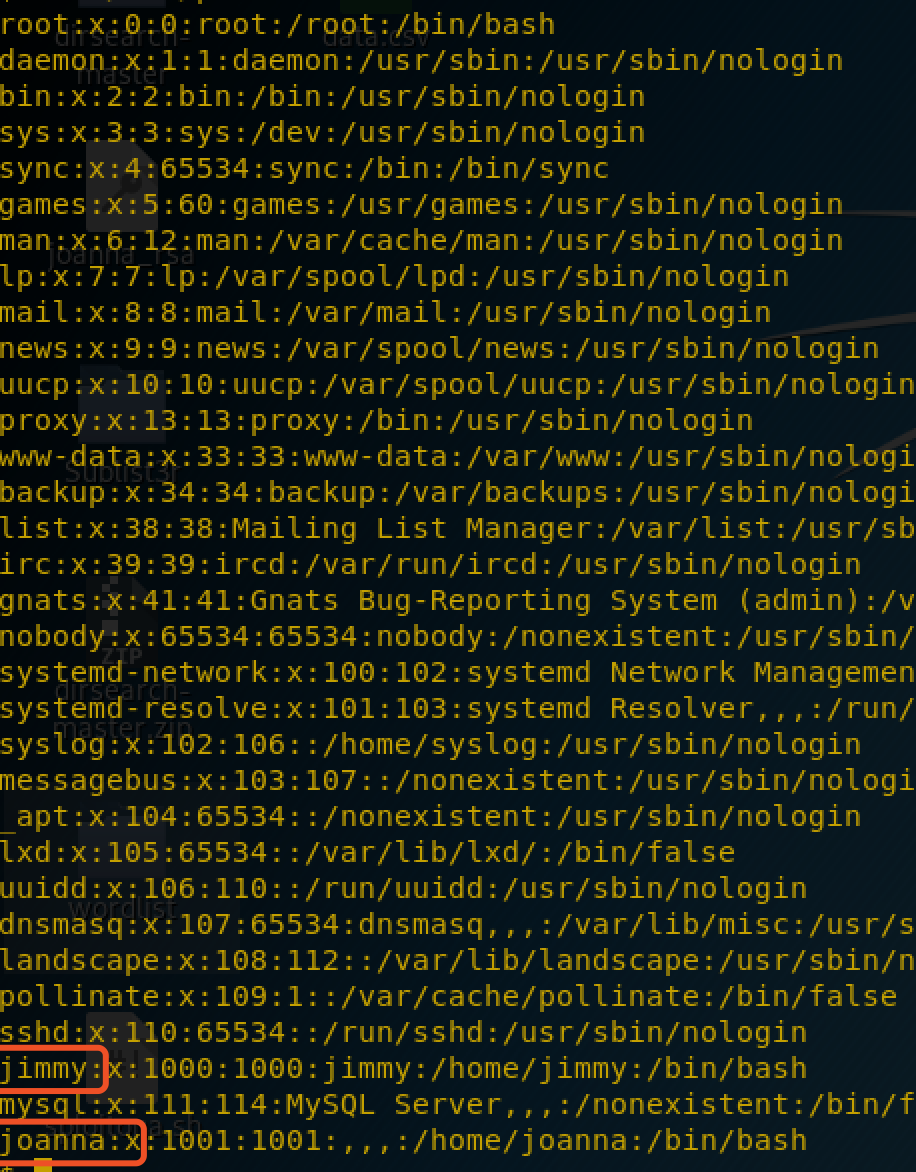 root:x:0:0:root:/root:/bin/bash
daemon:x:1:1:daemon:/usr/sbin:/usr/sbin/nologin
bin:x:2:2:bin:/bin:/usr/sbin/nologin
sys:x:3:3:sys:/dev:/usr/sbin/nologin
sync:x:4:65534:sync:/bin:/bin/sync
games:x:5:60:games:/usr/games:/usr/sbin/nologin
man:x:6:12:man:/var/cache/man:/usr/sbin/nologin
lp:x:7:7:lp:/var/spool/lpd:/usr/sbin/nologin
mail:x:8:8:mail:/var/mail:/usr/sbin/nologin
news:x:9:9:news:/var/spool/news:/usr/sbin/nologin
uucp:x:10:10:uucp:/var/spool/uucp:/usr/sbin/nologin
proxy:x:13:13:proxy:/bin:/usr/sbin/nologin
www-data:x:33:33:www-data:/var/www:/usr/sbin/nologi
backup:x:34:34:backup:/var/backups:/usr/sbin/nologi
list:x:38:38:Mailing List Manager:/var/list:/usr/sb
irc:x:39:39:ircd:/var/run/ircd:/usr/sbin/nologin
gnats:x:41:41:Gnats Bug-Reporting System (admin):/v
nobody:x:65534:65534:nobody:/nonexistent:/usr/sbin/
systemd-network:x:100:102:systemd Network Managemen
systemd-resolve:x:101:103:systemd Resolver,,,:/run/
syslog:x:102:106::/home/syslog:/usr/sbin/nologin
messagebus:x:103:107::/nonexistent:/usr/sbin/nologi
_apt:x:104:65534::/nonexistent:/usr/sbin/nologin
lxd:x:105:65534::/var/lib/lxd/:/bin/false
uuidd:x:106:110::/run/uuidd:/usr/sbin/nologin
dnsmasq:x:107:65534:dnsmasq,,,:/var/lib/misc:/usr/s
landscape:x:108:112::/var/lib/landscape:/usr/sbin/n
pollinate:x:109:1::/var/cache/pollinate:/bin/false
sshd:x:110:65534::/run/sshd:/usr/sbin/nologin
jimmy:x:1000:1000:jimmy:/home/jimmy:/bin/bash
mysql:x:111:114:MySQL Server,,,:/nonexistent:/bin/f
joanna:x:1001:1001:,,,:/home/joanna:/bin/bash
$
dirsearch-
master
data.csv
joanna_rsa
Sublist3r
ZIP
dirsearch-
master.zip
wordlist